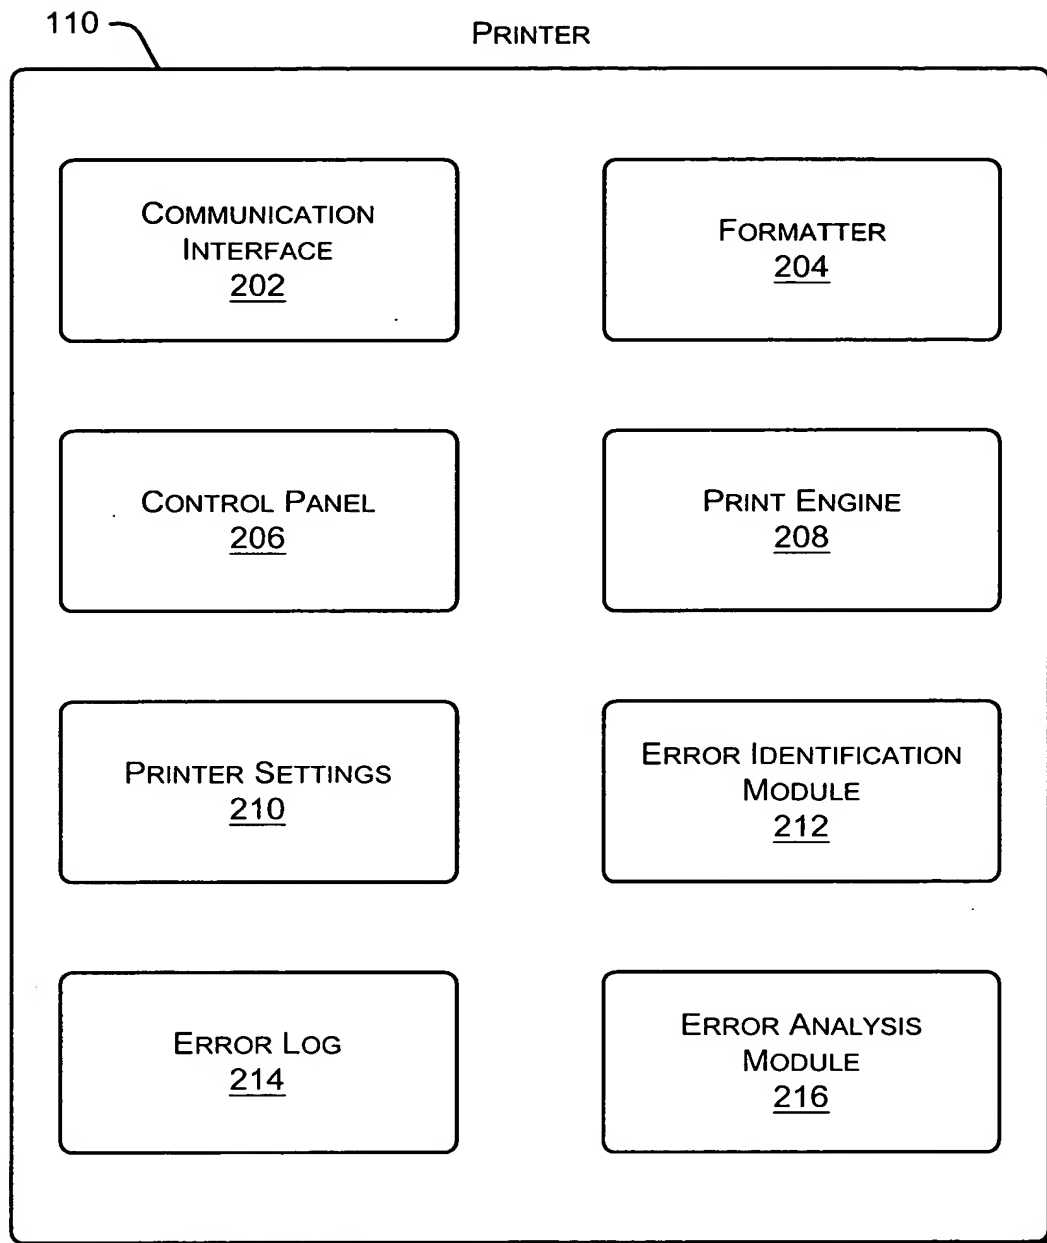 110
PRINTER
COMMUNICATION
INTERFACE
202
FORMATTER
204
CONTROL PANEL
206
PRINT ENGINE
208
PRINTER SETTINGS
210
ERROR IDENTIFICATION
MODULE
212
ERROR LOG
214
ERROR ANALYSIS
MODULE
216